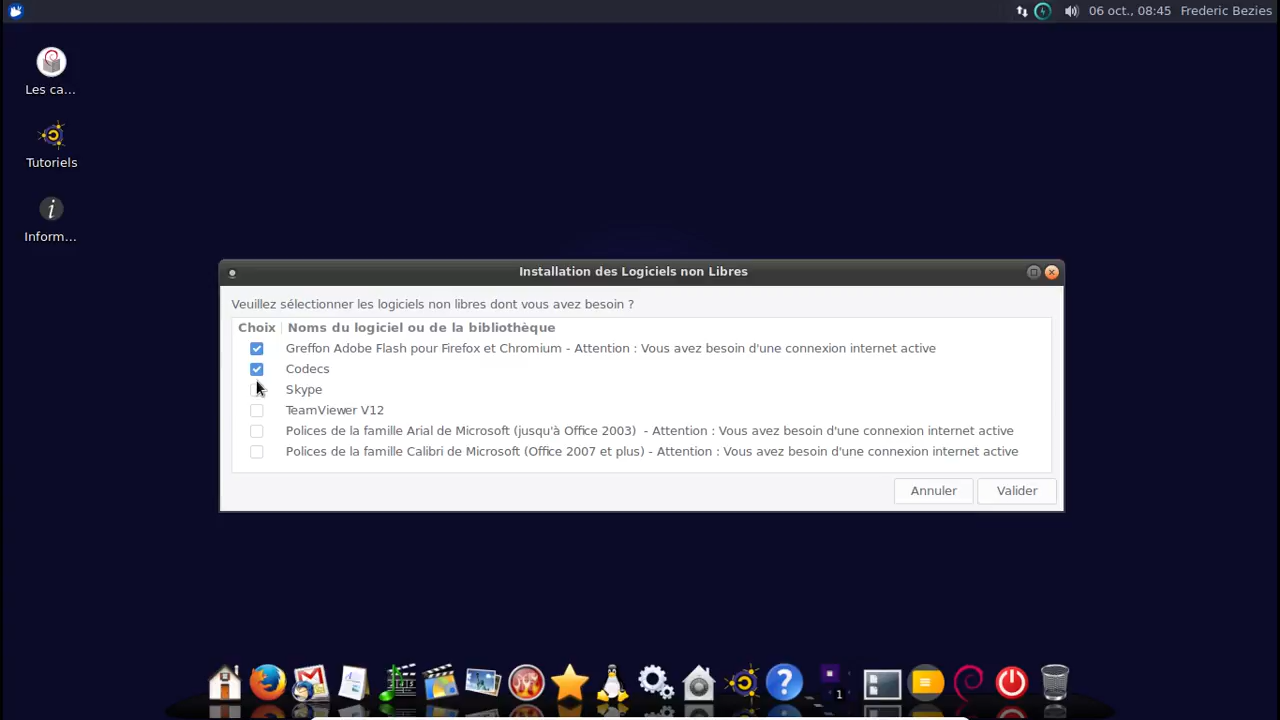 06 oct., 08:45 Frederic Bezies
Les ca...
Tutoriels
Inform...
Installation des Logiciels non Libres
Veuillez sélectionner les logiciels non libres dont vous avez besoin ?
Choix Noms du logiciel ou de la bibliothèque
Greffon Adobe Flash pour Firefox et Chromium - Attention : Vous avez besoin d'une connexion internet active
Codecs
Skype
TeamViewer V12
Polices de la famille Arial de Microsoft (jusqu'à Office 2003) - Attention : Vous avez besoin d'une connexion internet active
Polices de la famille Calibri de Microsoft (Office 2007 et plus) - Attention : Vous avez besoin d'une connexion internet active
Annuler Valider
1